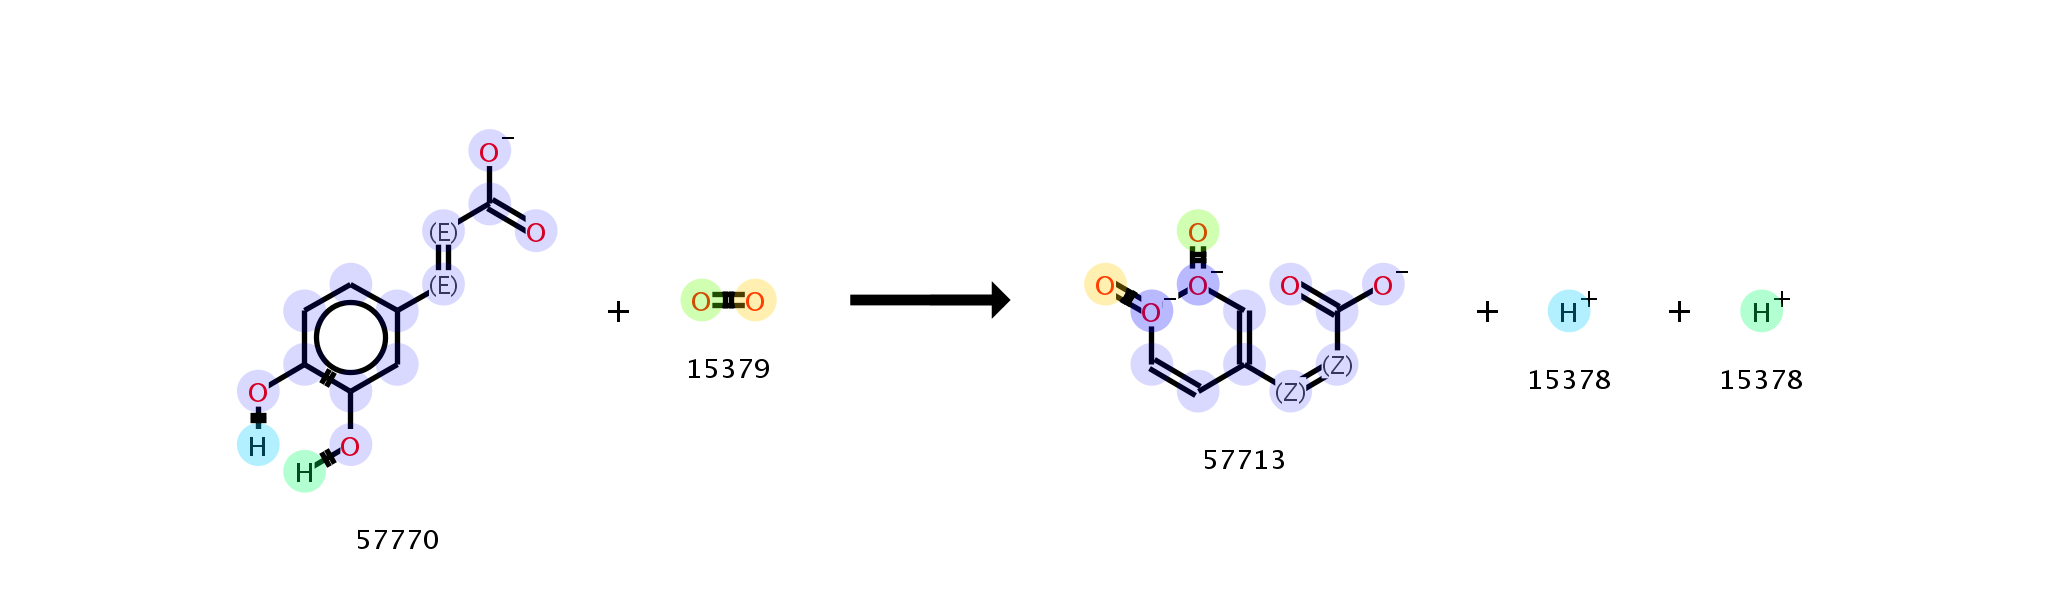 O−
(E)
O
(E)
O
H
O
H
57770
+
O O
15379
O
O
O−
O−
O
O−
(Z)
(Z)
57713
+
H+
15378
+
H+
15378